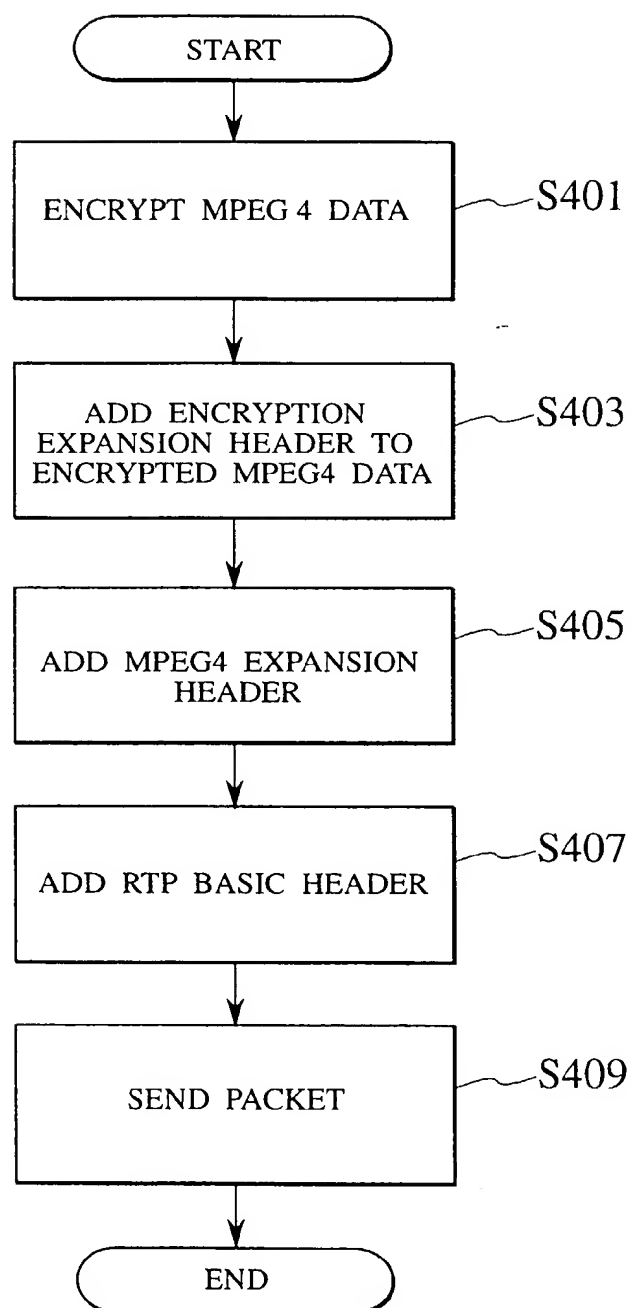 START
ENCRYPT MPEG 4 DATA
S401
ADD ENCRYPTION
EXPANSION HEADER TO
ENCRYPTED MPEG4 DATA
S403
ADD MPEG4 EXPANSION
HEADER
S405
ADD RTP BASIC HEADER
S407
SEND PACKET
S409
END